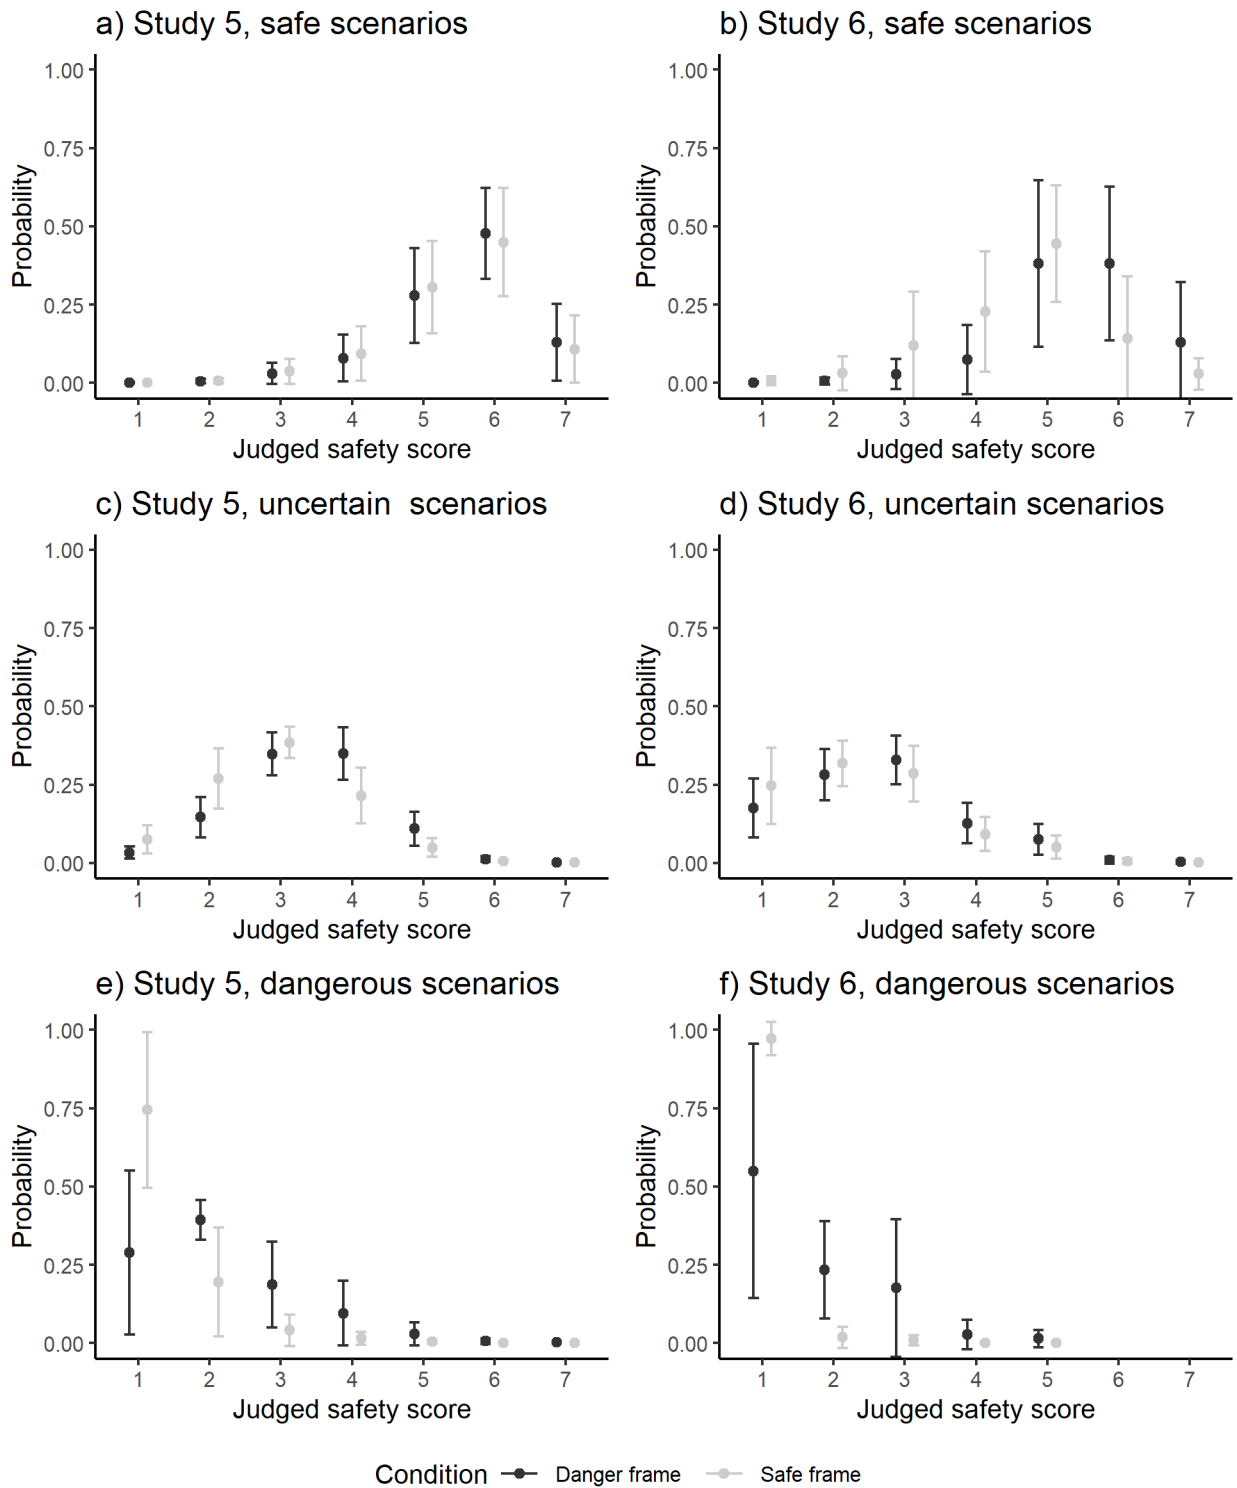 a) Study 5, safe scenarios
1.00
0.75
0.50
0.25
0.00
Probability
1 2 3 4 5 6 7
Judged safety score
b) Study 6, safe scenarios
1.00
0.75
0.50
0.25
0.00
Probability
1 2 3 4 5 6 7
Judged safety score
c) Study 5, uncertain  scenarios
1.00
0.75
0.50
0.25
0.00
Probability
1 2 3 4 5 6 7
Judged safety score
d) Study 6, uncertain scenarios
1.00
0.75
0.50
0.25
0.00
Probability
1 2 3 4 5 6 7
Judged safety score
e) Study 5, dangerous scenarios
1.00
0.75
0.50
0.25
0.00
Probability
1 2 3 4 5 6 7
Judged safety score
f) Study 6, dangerous scenarios
1.00
0.75
0.50
0.25
0.00
Probability
1 2 3 4 5 6 7
Judged safety score
Condition Danger frame Safe frame